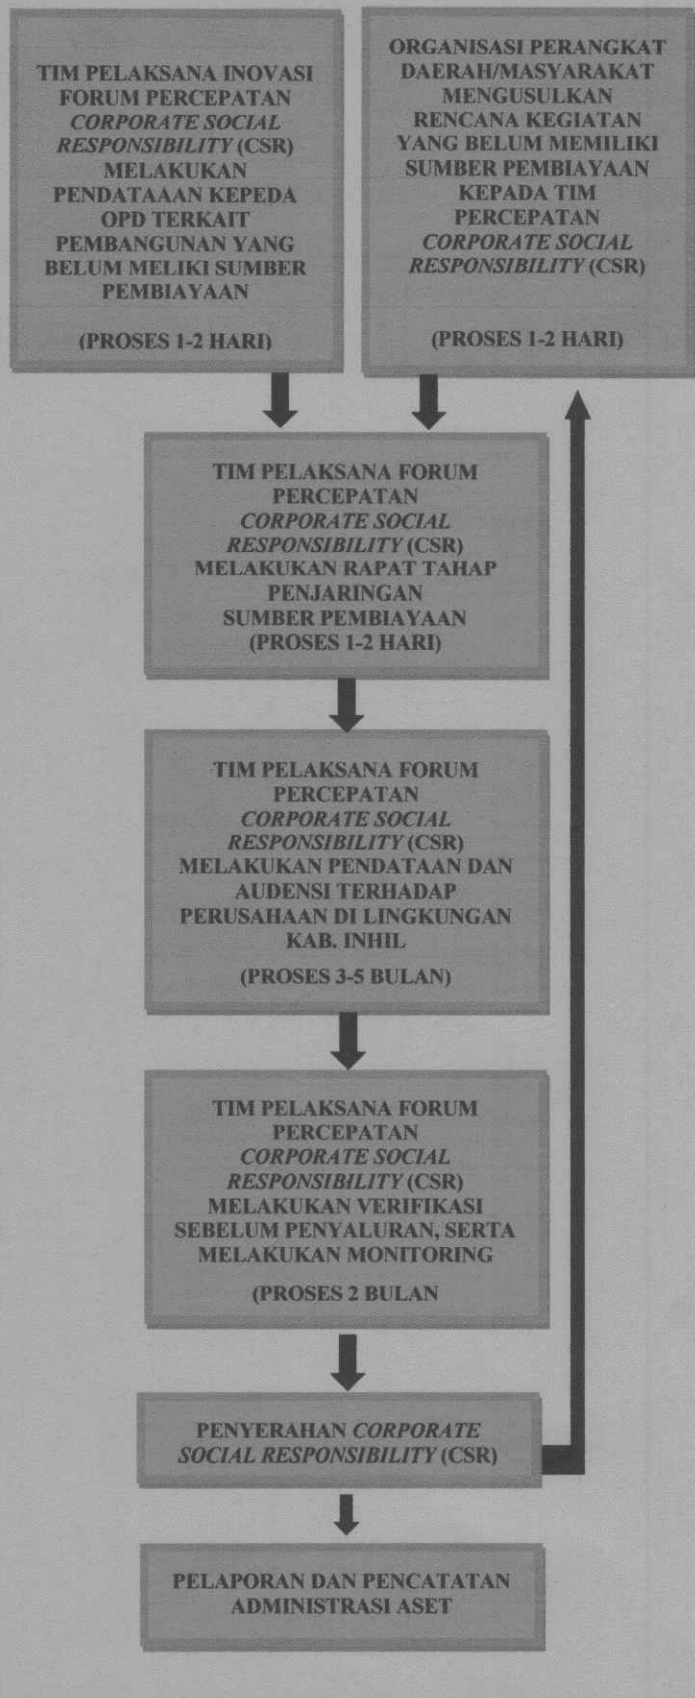 TIM PELAKSANA INOVASI
FORUM PERCEPATAN
CORPORATE SOCIAL
RESPONSIBILITY (CSR)
MELAKUKAN
PENDATAAAN KEPEDA
OPD TERKAIT
PEMBANGUNAN YANG
BELUM MELIKI SUMBER
PEMBIAYAAN
(PROSES 1-2 HARI)
ORGANISASI PERANGKAT
DAERAH/MASYARAKAT
MENGUSULKAN
RENCANA KEGIATAN
YANG BELUM MEMILIKI
SUMBER PEMBIAYAAN
KEPADA TIM
PERCEPATAN
CORPORATE SOCIAL
RESPONSIBILITY (CSR)
(PROSES 1-2 HARI)
TIM PELAKSANA FORUM
PERCEPATAN
CORPORATE SOCIAL
RESPONSIBILITY (CSR)
MELAKUKAN RAPAT TAHAP
PENJARINGAN
SUMBER PEMBIAYAAN
(PROSES 1-2 HARI)
TIM PELAKSANA FORUM
PERCEPATAN
CORPORATE SOCIAL
RESPONSIBILITY (CSR)
MELAKUKAN PENDATAAN DAN
AUDENSI TERHADAP
PERUSAHAAN DI LINGKUNGAN
KAB. INHIL
(PROSES 3-5 BULAN)
TIM PELAKSANA FORUM
PERCEPATAN
CORPORATE SOCIAL
RESPONSIBILITY (CSR)
MELAKUKAN VERIFIKASI
SEBELUM PENYALURAN, SERTA
MELAKUKAN MONITORING
(PROSES 2 BULAN
PENYERAHAN CORPORATE
SOCIAL RESPONSIBILITY (CSR)
PELAPORAN DAN PENCATATAN
ADMINISTRASI ASET